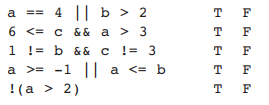 a == 4 || b > 2 T F
6 <= c && a > 3 T F
1 != b && c != 3 T F
a >= -1 || a <= b T F
!(a > 2) T F